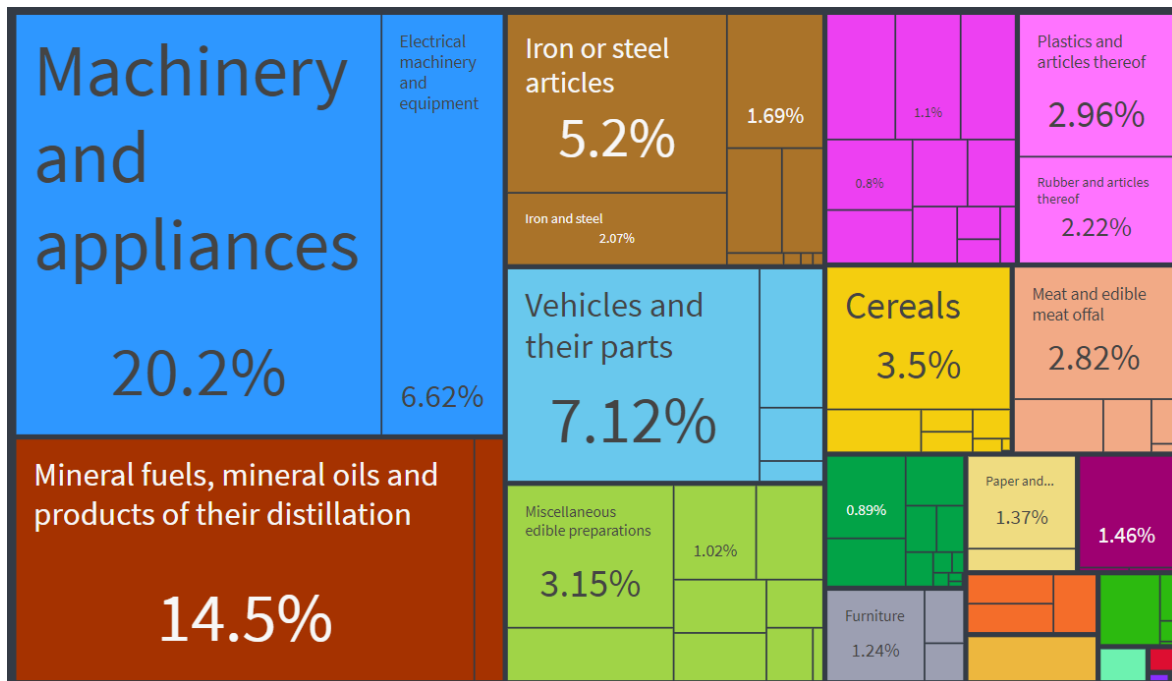 Machinery
and
appliances
20.2%
Electrical
machinery
and
equipment
6.62%
Mineral fuels, mineral oils and
products of their distillation
14.5%
Iron or steel
articles
5.2%
1.69%
Iron and steel
2.07%
Vehicles and
their parts
7.12%
Miscellaneous
edible preparations
3.15%
1.02%
1.1%
0.8%
Plastics and
articles thereof
2.96%
Rubber and articles
thereof
2.22%
Cereals
3.5%
Meat and edible
meat offal
2.82%
0.89%
Paper and...
1.37%
1.46%
Furniture
1.24%